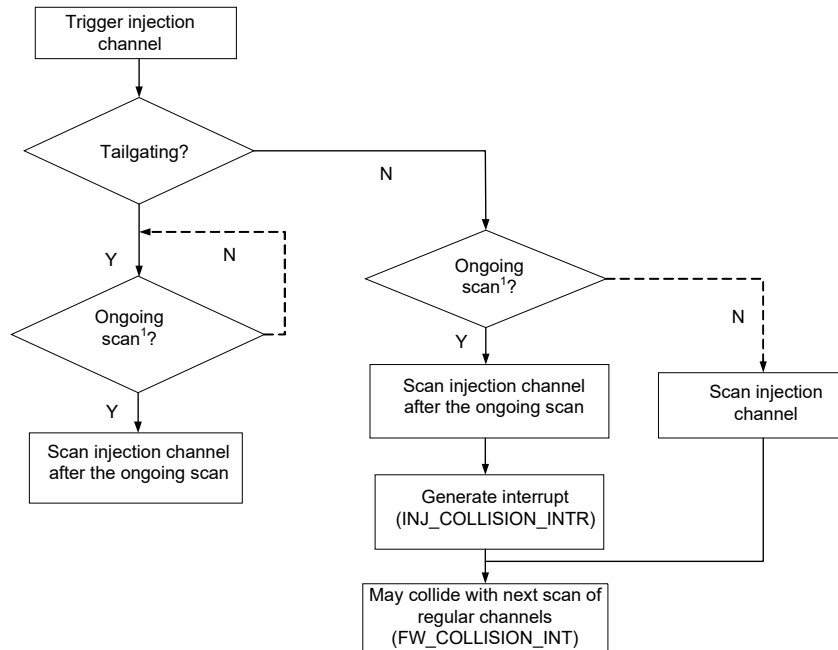 Trigger injection
channel
Tailgating?
N
Y
N
Ongoing
scan¹?
Y
Scan injection channel
after the ongoing scan
Ongoing
scan¹?
Y
N
Scan injection channel
after the ongoing scan
Scan injection
channel
Generate interrupt
(INJ_COLLISION_INTR)
May collide with next scan of
regular channels
(FW_COLLISION_INT)